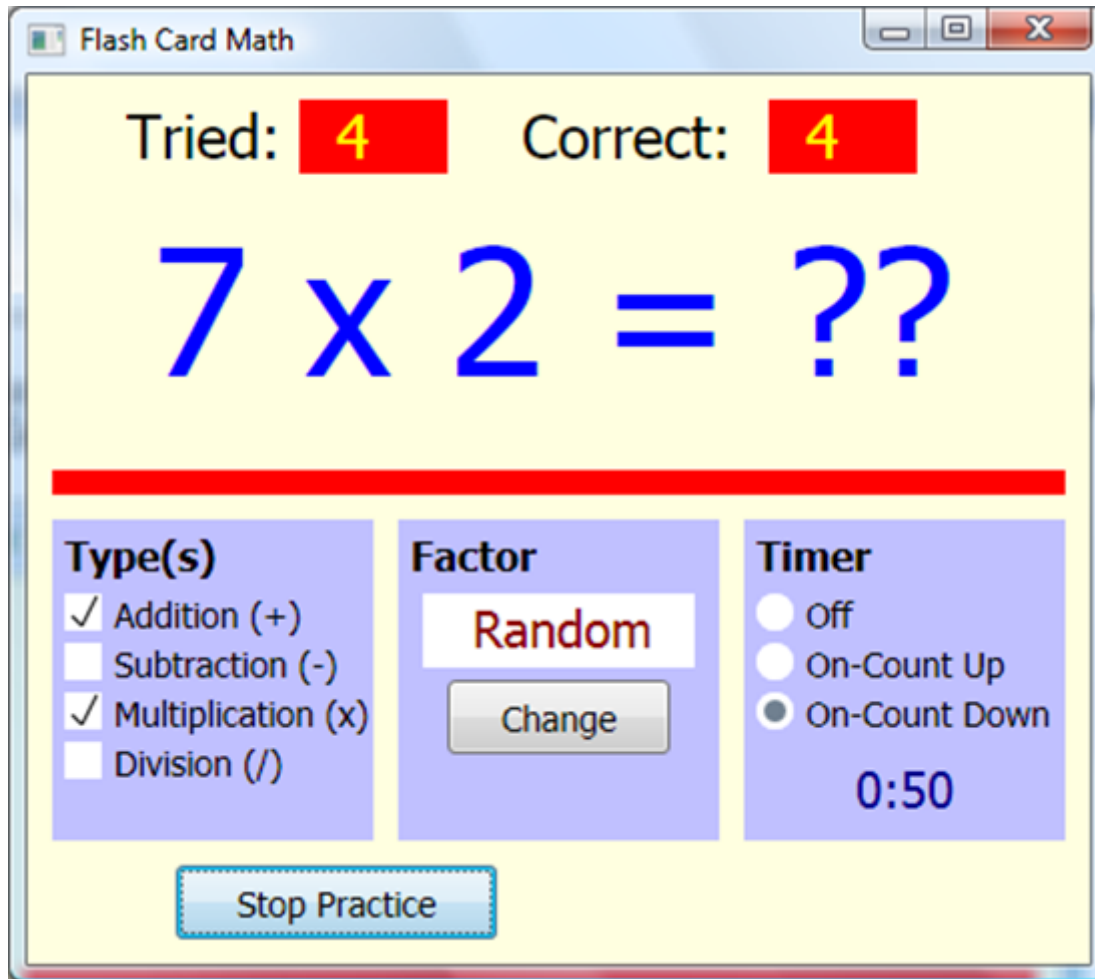 Flash Card Math
Tried: 4 Correct: 4
7 x 2 = ??
Type(s)
Addition (+)
Subtraction (-)
Multiplication (x)
Division (/)
Factor
Random
Change
Timer
Off
On-Count Up
On-Count Down
0:50
Stop Practice